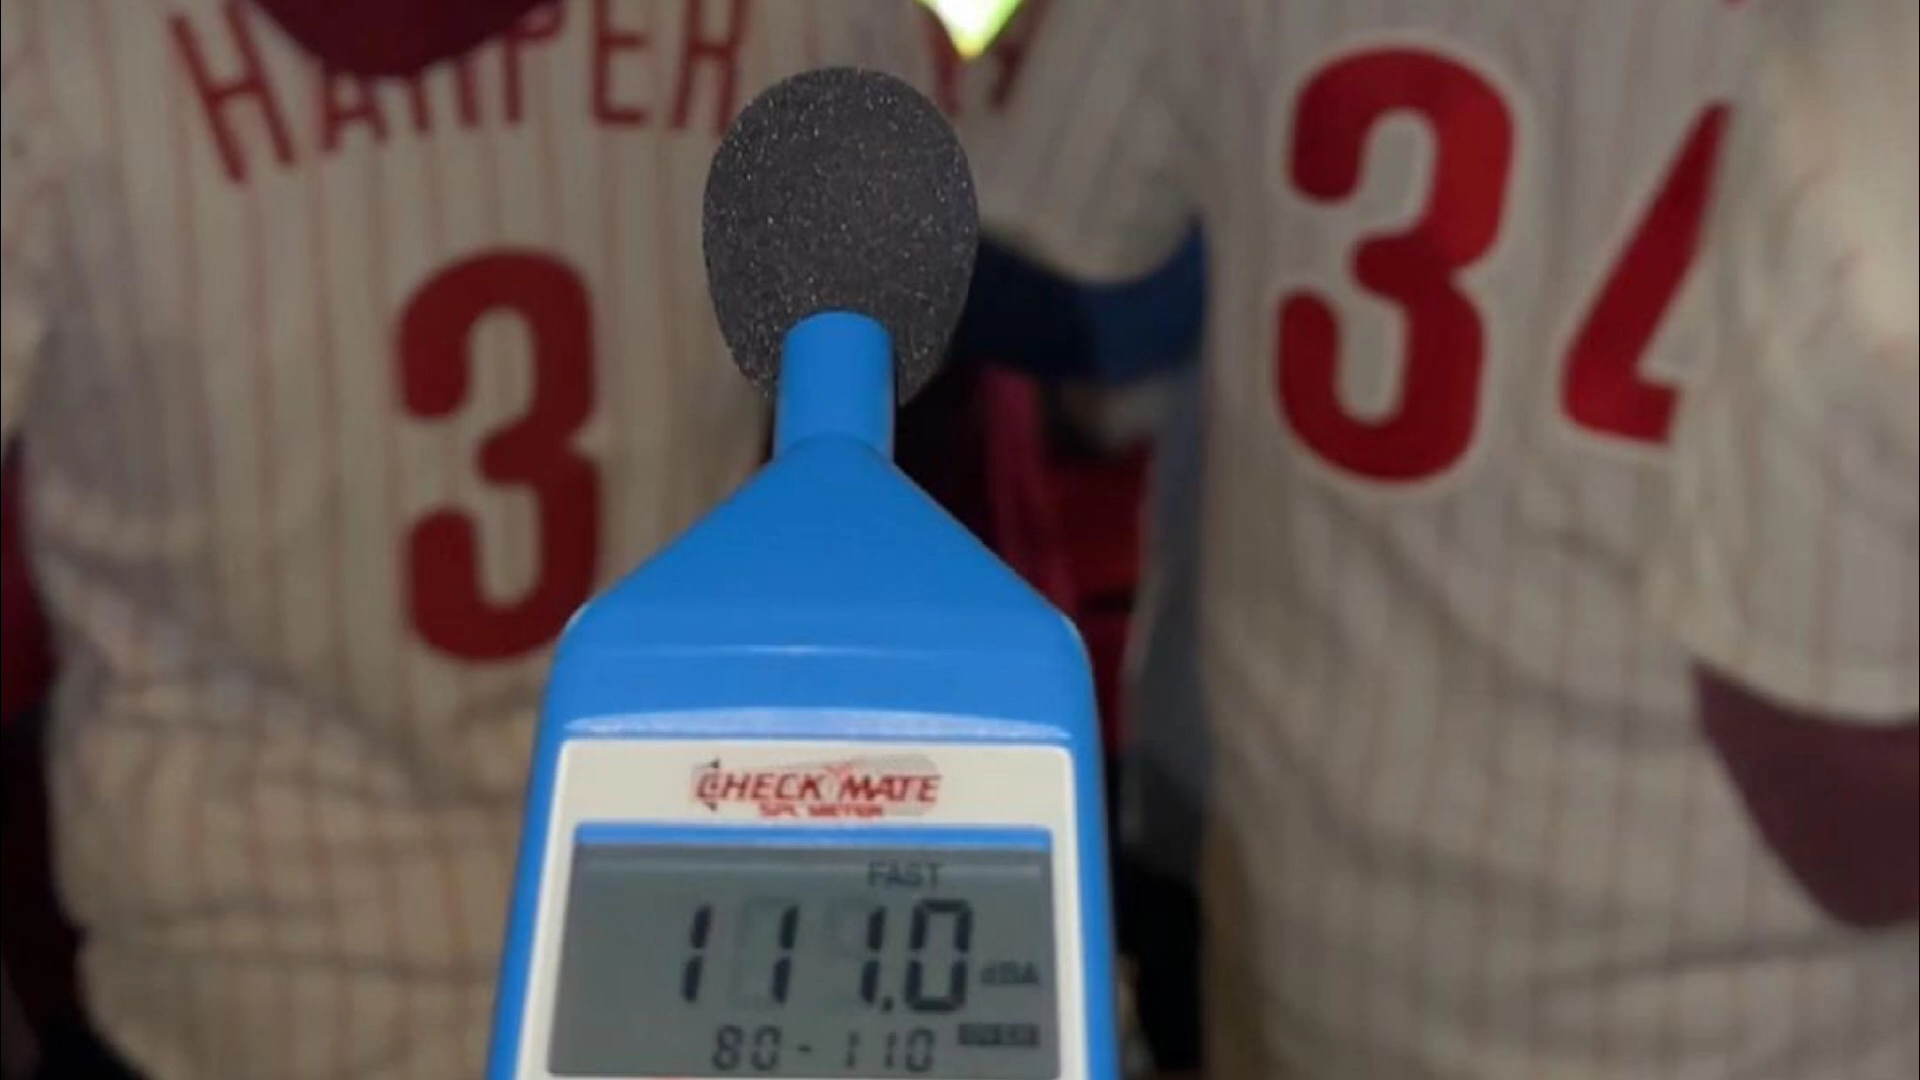 HARPER
3
34
CHECK MATE
SPL METER
FAST
111.0 dBA
80-110